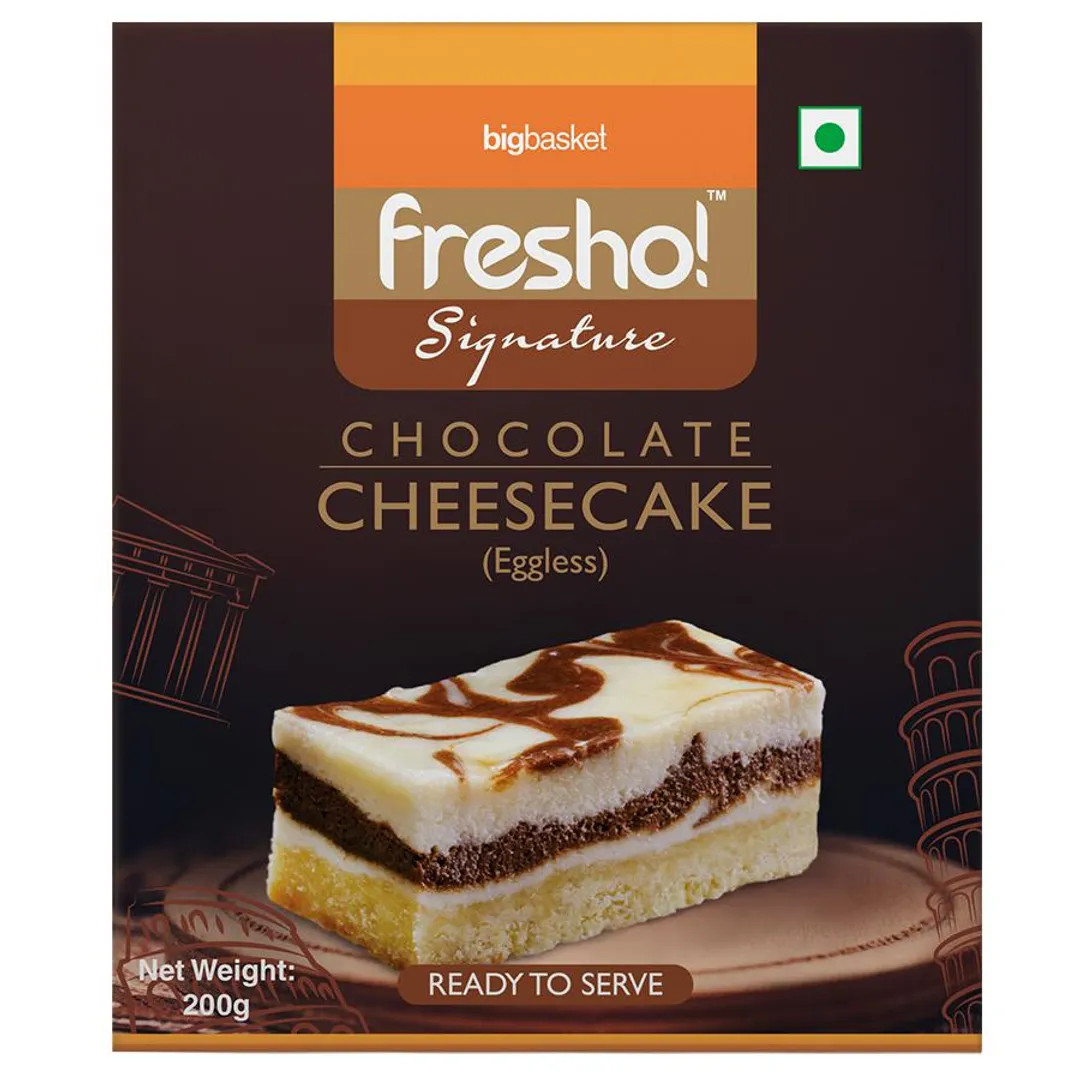 bigbasket
fresho!™
Signature
CHOCOLATE
CHEESECAKE
(Eggless)
READY TO SERVE
Net Weight:
200g